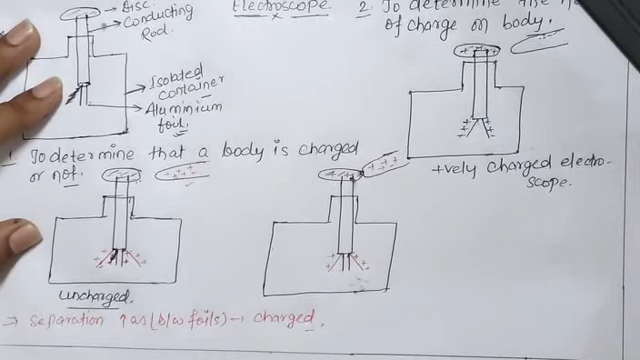 Electroscope
Disc
Conducting
Rod.
Isolated
container
Aluminium
foil.
1. To determine that a body is charged
or not.
uncharged.
⇒ Separation ↑as (b/w foils) → charged.
2. To determine the
of charge on body.
+vely charged electro-
scope.